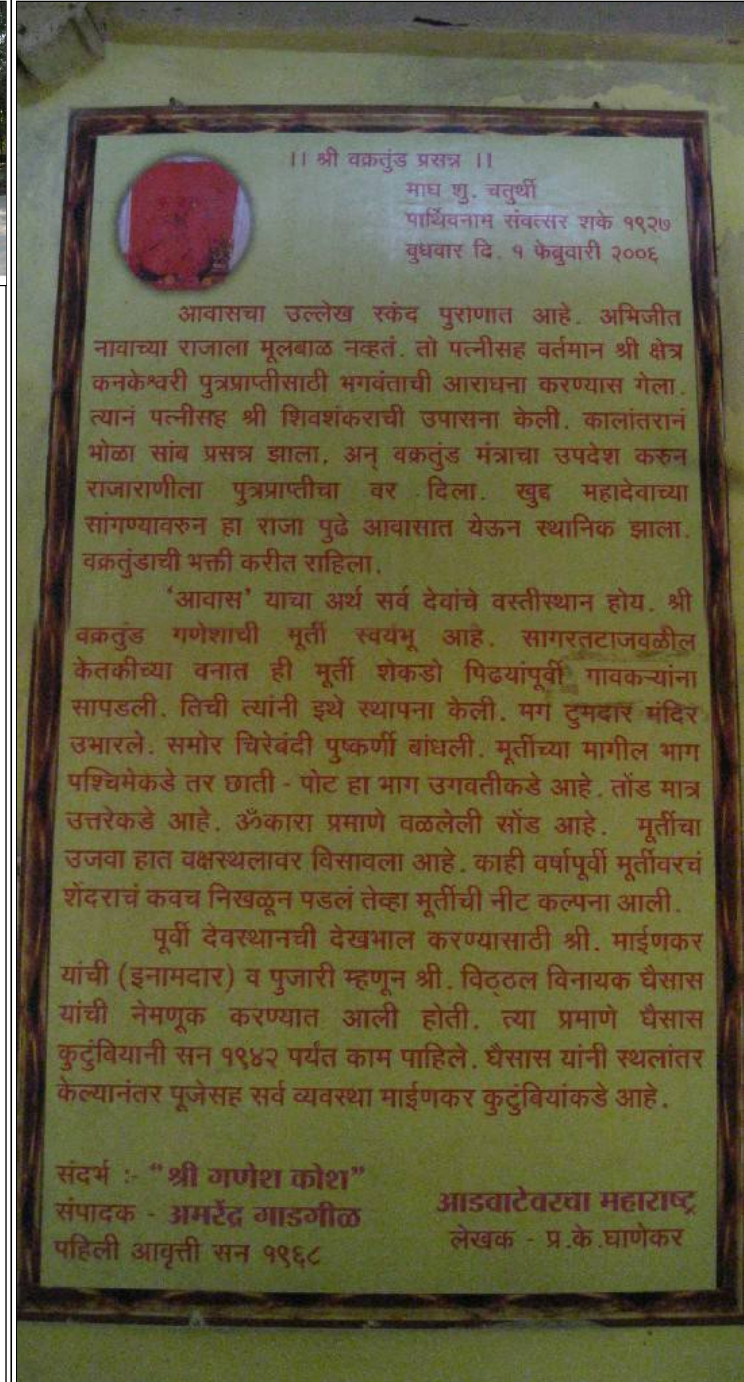 ।। श्री वक्रतुंड प्रसन्न ।।
माघ शु. चतुर्थी
पार्थिवनाम संवत्सर शके १९२७
बुधवार दि. १ फेब्रुवारी २००६
आवासचा उल्लेख स्कंद पुराणात आहे. अभिजीत
नावाच्या राजाला मूलबाळ नव्हतं. तो पत्नीसह वर्तमान श्री क्षेत्र
कनकेश्वरी पुत्रप्राप्तीसाठी भगवंताची आराधना करण्यास गेला.
त्यानं पत्नीसह श्री शिवशंकराची उपासना केली. कालांतरानं
भोळा सांब प्रसन्न झाला. अन् वक्रतुंड मंत्राचा उपदेश करुन
राजाराणीला पुत्रप्राप्तीचा वर दिला. खुद्द महादेवाच्या
सांगण्यावरुन हा राजा पुढे आवासात येऊन स्थानिक झाला.
वक्रतुंडाची भक्ती करीत राहिला.
'आवास' याचा अर्थ सर्व देवांचे वस्तीस्थान होय. श्री
वक्रतुंड गणेशाची मूर्ती स्वयंभू आहे. सागरतटाजवळील
केतकीच्या वनात ही मूर्ती शेकडो पिढयांपूर्वी गावकऱ्यांना
सापडली. तिची त्यांनी इथे स्थापना केली. मग टुमदार मंदिर
उभारले. समोर चिरेबंदी पुष्कर्णी बांधली. मूर्तीच्या मागील भाग
पश्चिमेकडे तर छाती - पोट हा भाग उगवतीकडे आहे. तोंड मात्र
उत्तरेकडे आहे. ॐकारा प्रमाणे वळलेली सोंड आहे. मूर्तीचा
उजवा हात वक्षस्थलावर विसावला आहे. काही वर्षापूर्वी मूर्तीवरचं
शेंदराचं कवच निखळून पडलं तेव्हा मूर्तीची नीट कल्पना आली.
पूर्वी देवस्थानची देखभाल करण्यासाठी श्री. माईणकर
यांची (इनामदार) व पुजारी म्हणून श्री. विठ्ठल विनायक घैसास
यांची नेमणूक करण्यात आली होती. त्या प्रमाणे घैसास
कुटुंबियानी सन १९४२ पर्यंत काम पाहिले. घैसास यांनी स्थलांतर
केल्यानंतर पूजेसह सर्व व्यवस्था माईणकर कुटुंबियांकडे आहे.
संदर्भ :- "श्री गणेश कोश"
संपादक - अमरेंद्र गाडगीळ
पहिली आवृत्ती सन १९६८
आडवाटेवरचा महाराष्ट्र
लेखक - प्र.के.घाणेकर